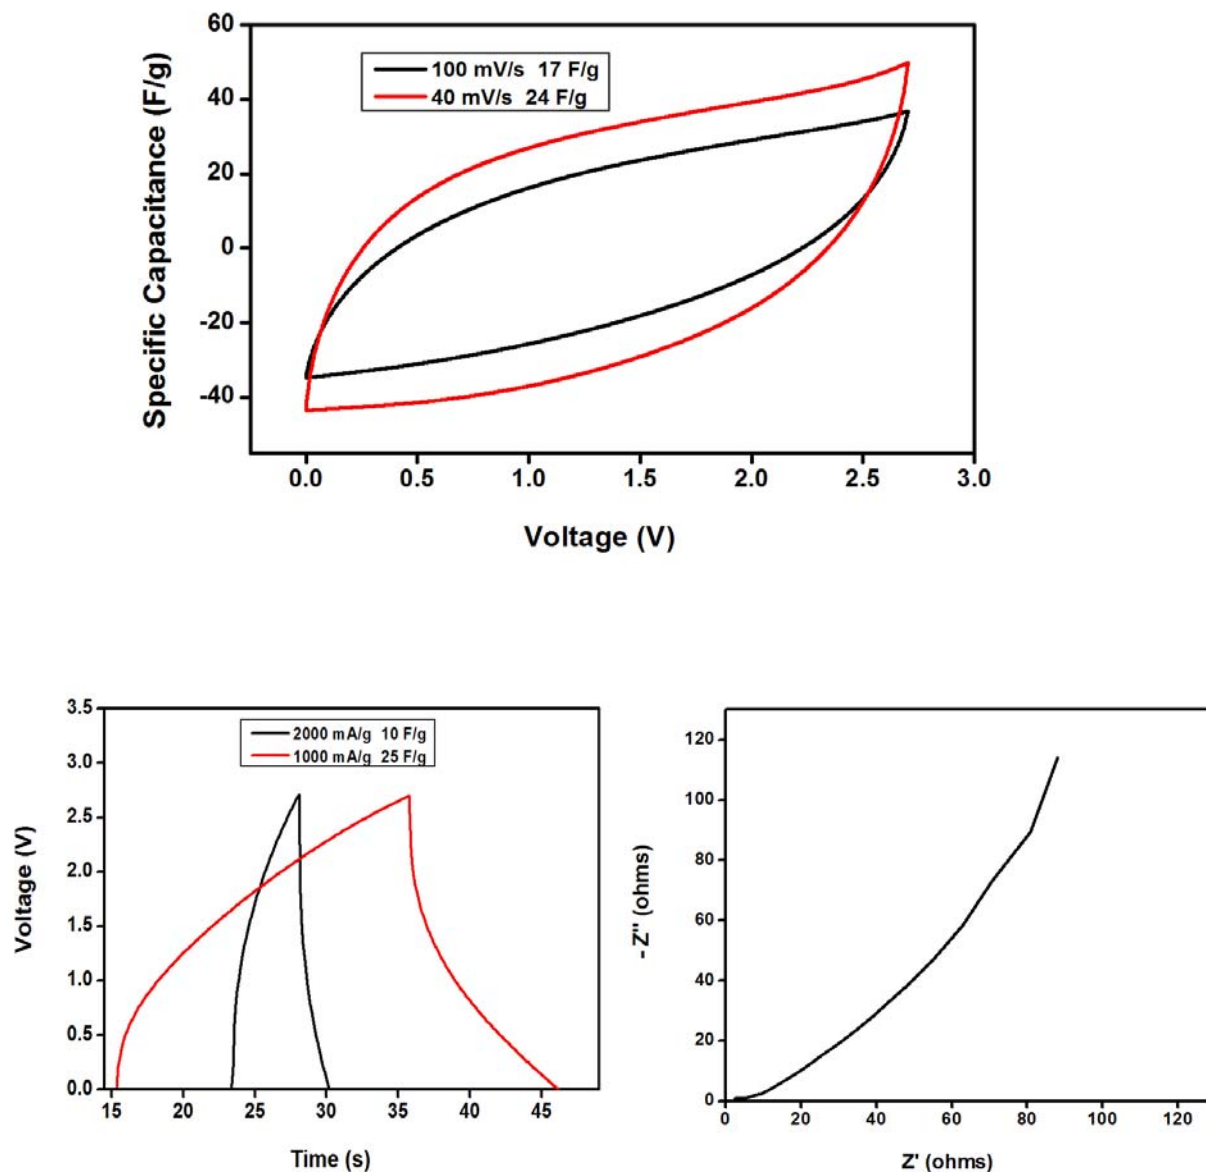 60
40
20
0
-20
-40
Specific Capacitance (F/g)
100 mV/s 17 F/g
40 mV/s 24 F/g
0.0 0.5 1.0 1.5 2.0 2.5 3.0
Voltage (V)
3.5
3.0
2.5
2.0
1.5
1.0
0.5
0.0
Voltage (V)
2000 mA/g 10 F/g
1000 mA/g 25 F/g
15 20 25 30 35 40 45
Time (s)
120
100
80
60
40
20
0
- Z" (ohms)
0 20 40 60 80 100 120
Z' (ohms)